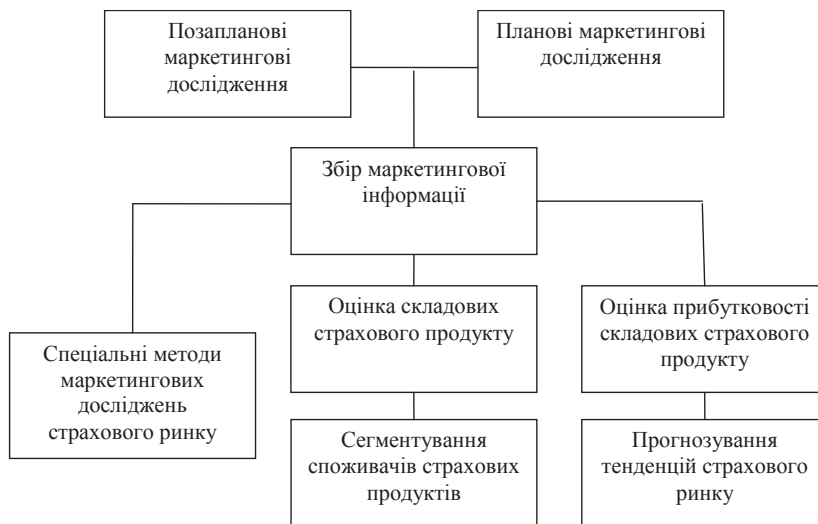 Позапланові
маркетингові
дослідження
Планові маркетингові
дослідження
Збір маркетингової
інформації
Спеціальні методи
маркетингових
досліджень
страхового ринку
Оцінка складових
страхового продукту
Оцінка прибутковості
складових страхового
продукту
Сегментування
споживачів страхових
продуктів
Прогнозування
тенденцій страхового
ринку